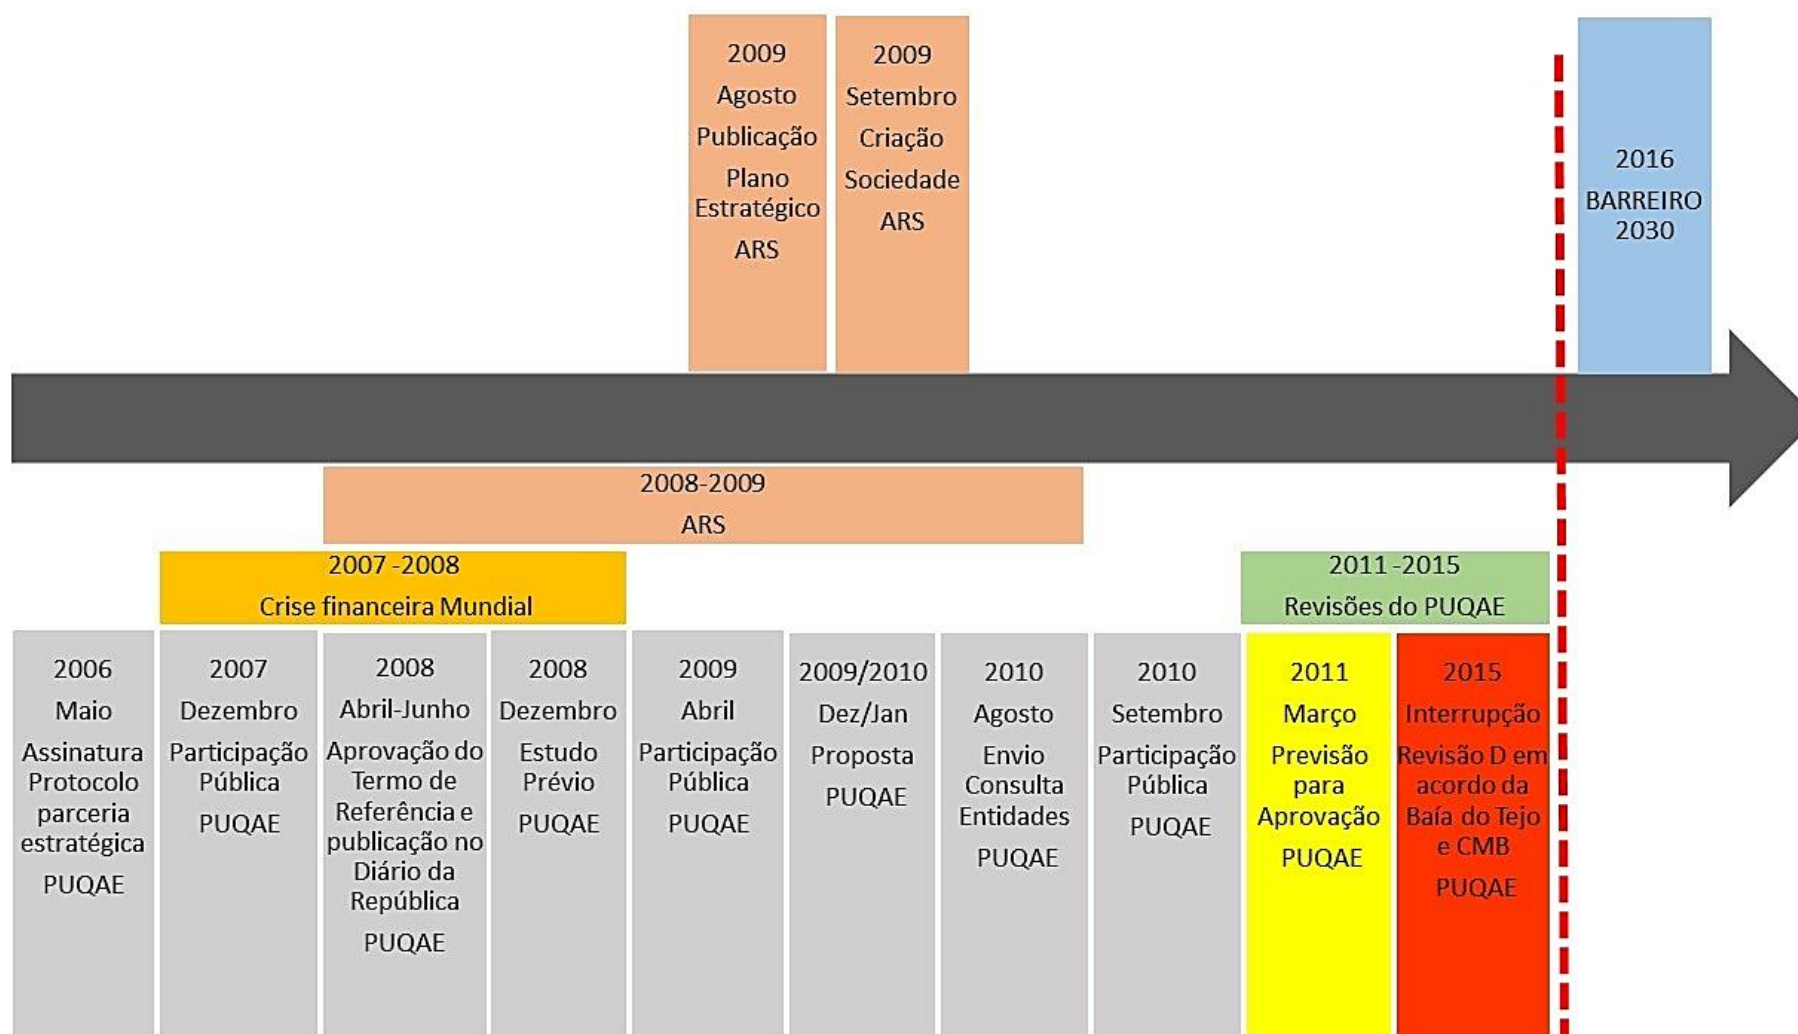 2009
Agosto
Publicação
Plano
Estratégico
ARS
2009
Setembro
Criação
Sociedade
ARS
2016
BARREIRO
2030
2008-2009
ARS
2007 -2008
Crise financeira Mundial
2011 -2015
Revisões do PUQAE
2006
Maio
Assinatura
Protocolo
parceria
estratégica
PUQAE
2007
Dezembro
Participação
Pública
PUQAE
2008
Abril-Junho
Aprovação do
Termo de
Referência e
publicação no
Diário da
República
PUQAE
2008
Dezembro
Estudo
Prévio
PUQAE
2009
Abril
Participação
Pública
PUQAE
2009/2010
Dez/Jan
Proposta
PUQAE
2010
Agosto
Envio
Consulta
Entidades
PUQAE
2010
Setembro
Participação
Pública
PUQAE
2011
Março
Previsão
para
Aprovação
PUQAE
2015
Interrupção
Revisão D em
acordo da
Baía do Tejo
e CMB
PUQAE